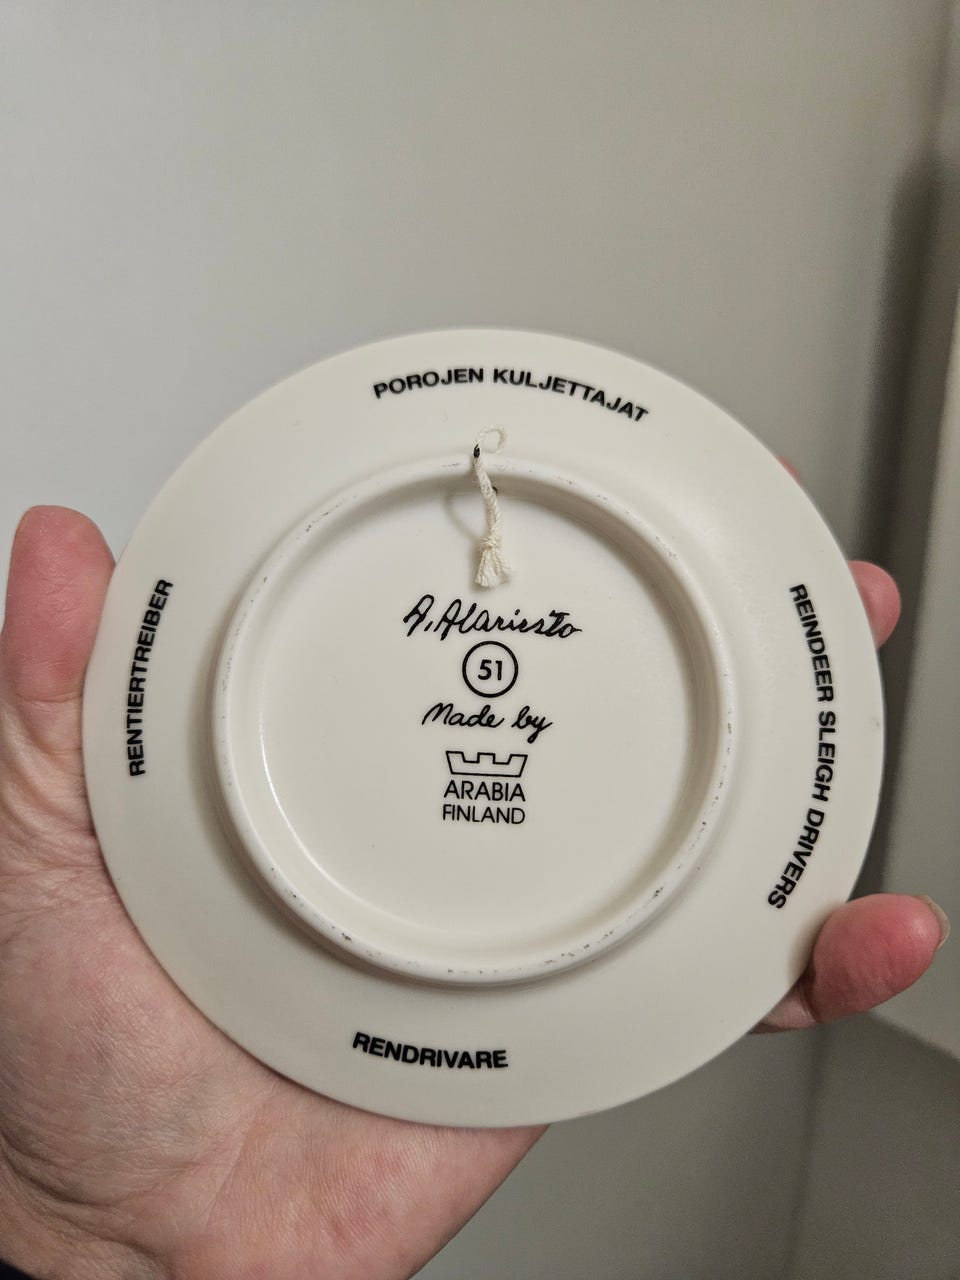 POROJEN KULJETTAJAT
RENTIERTREIBER
REINDEER SLEIGH DRIVERS
A. Alariesto
51
Made by
ARABIA
FINLAND
RENDRIVARE